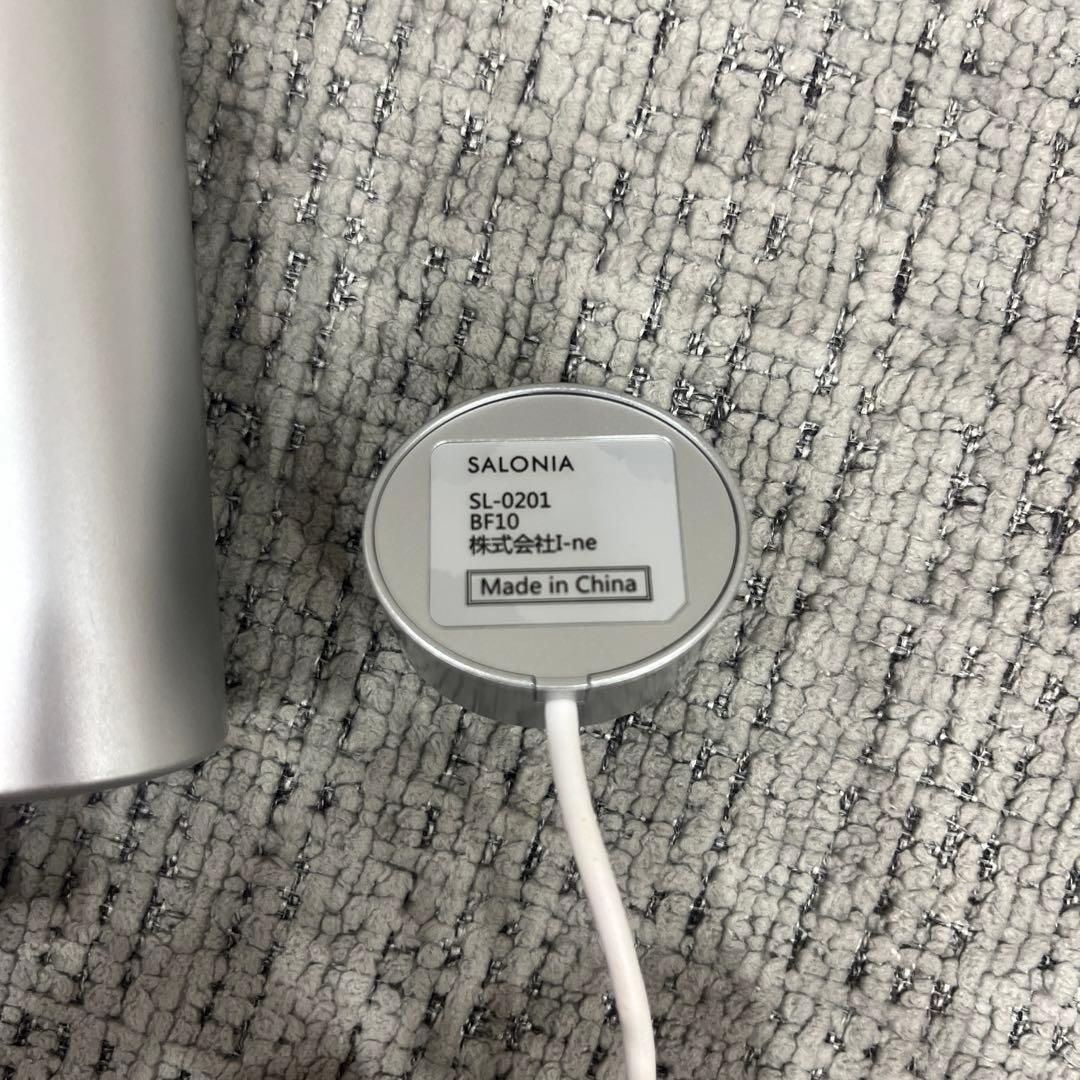 SALONIA
SL-0201
BF10
株式会社I-ne
Made in China